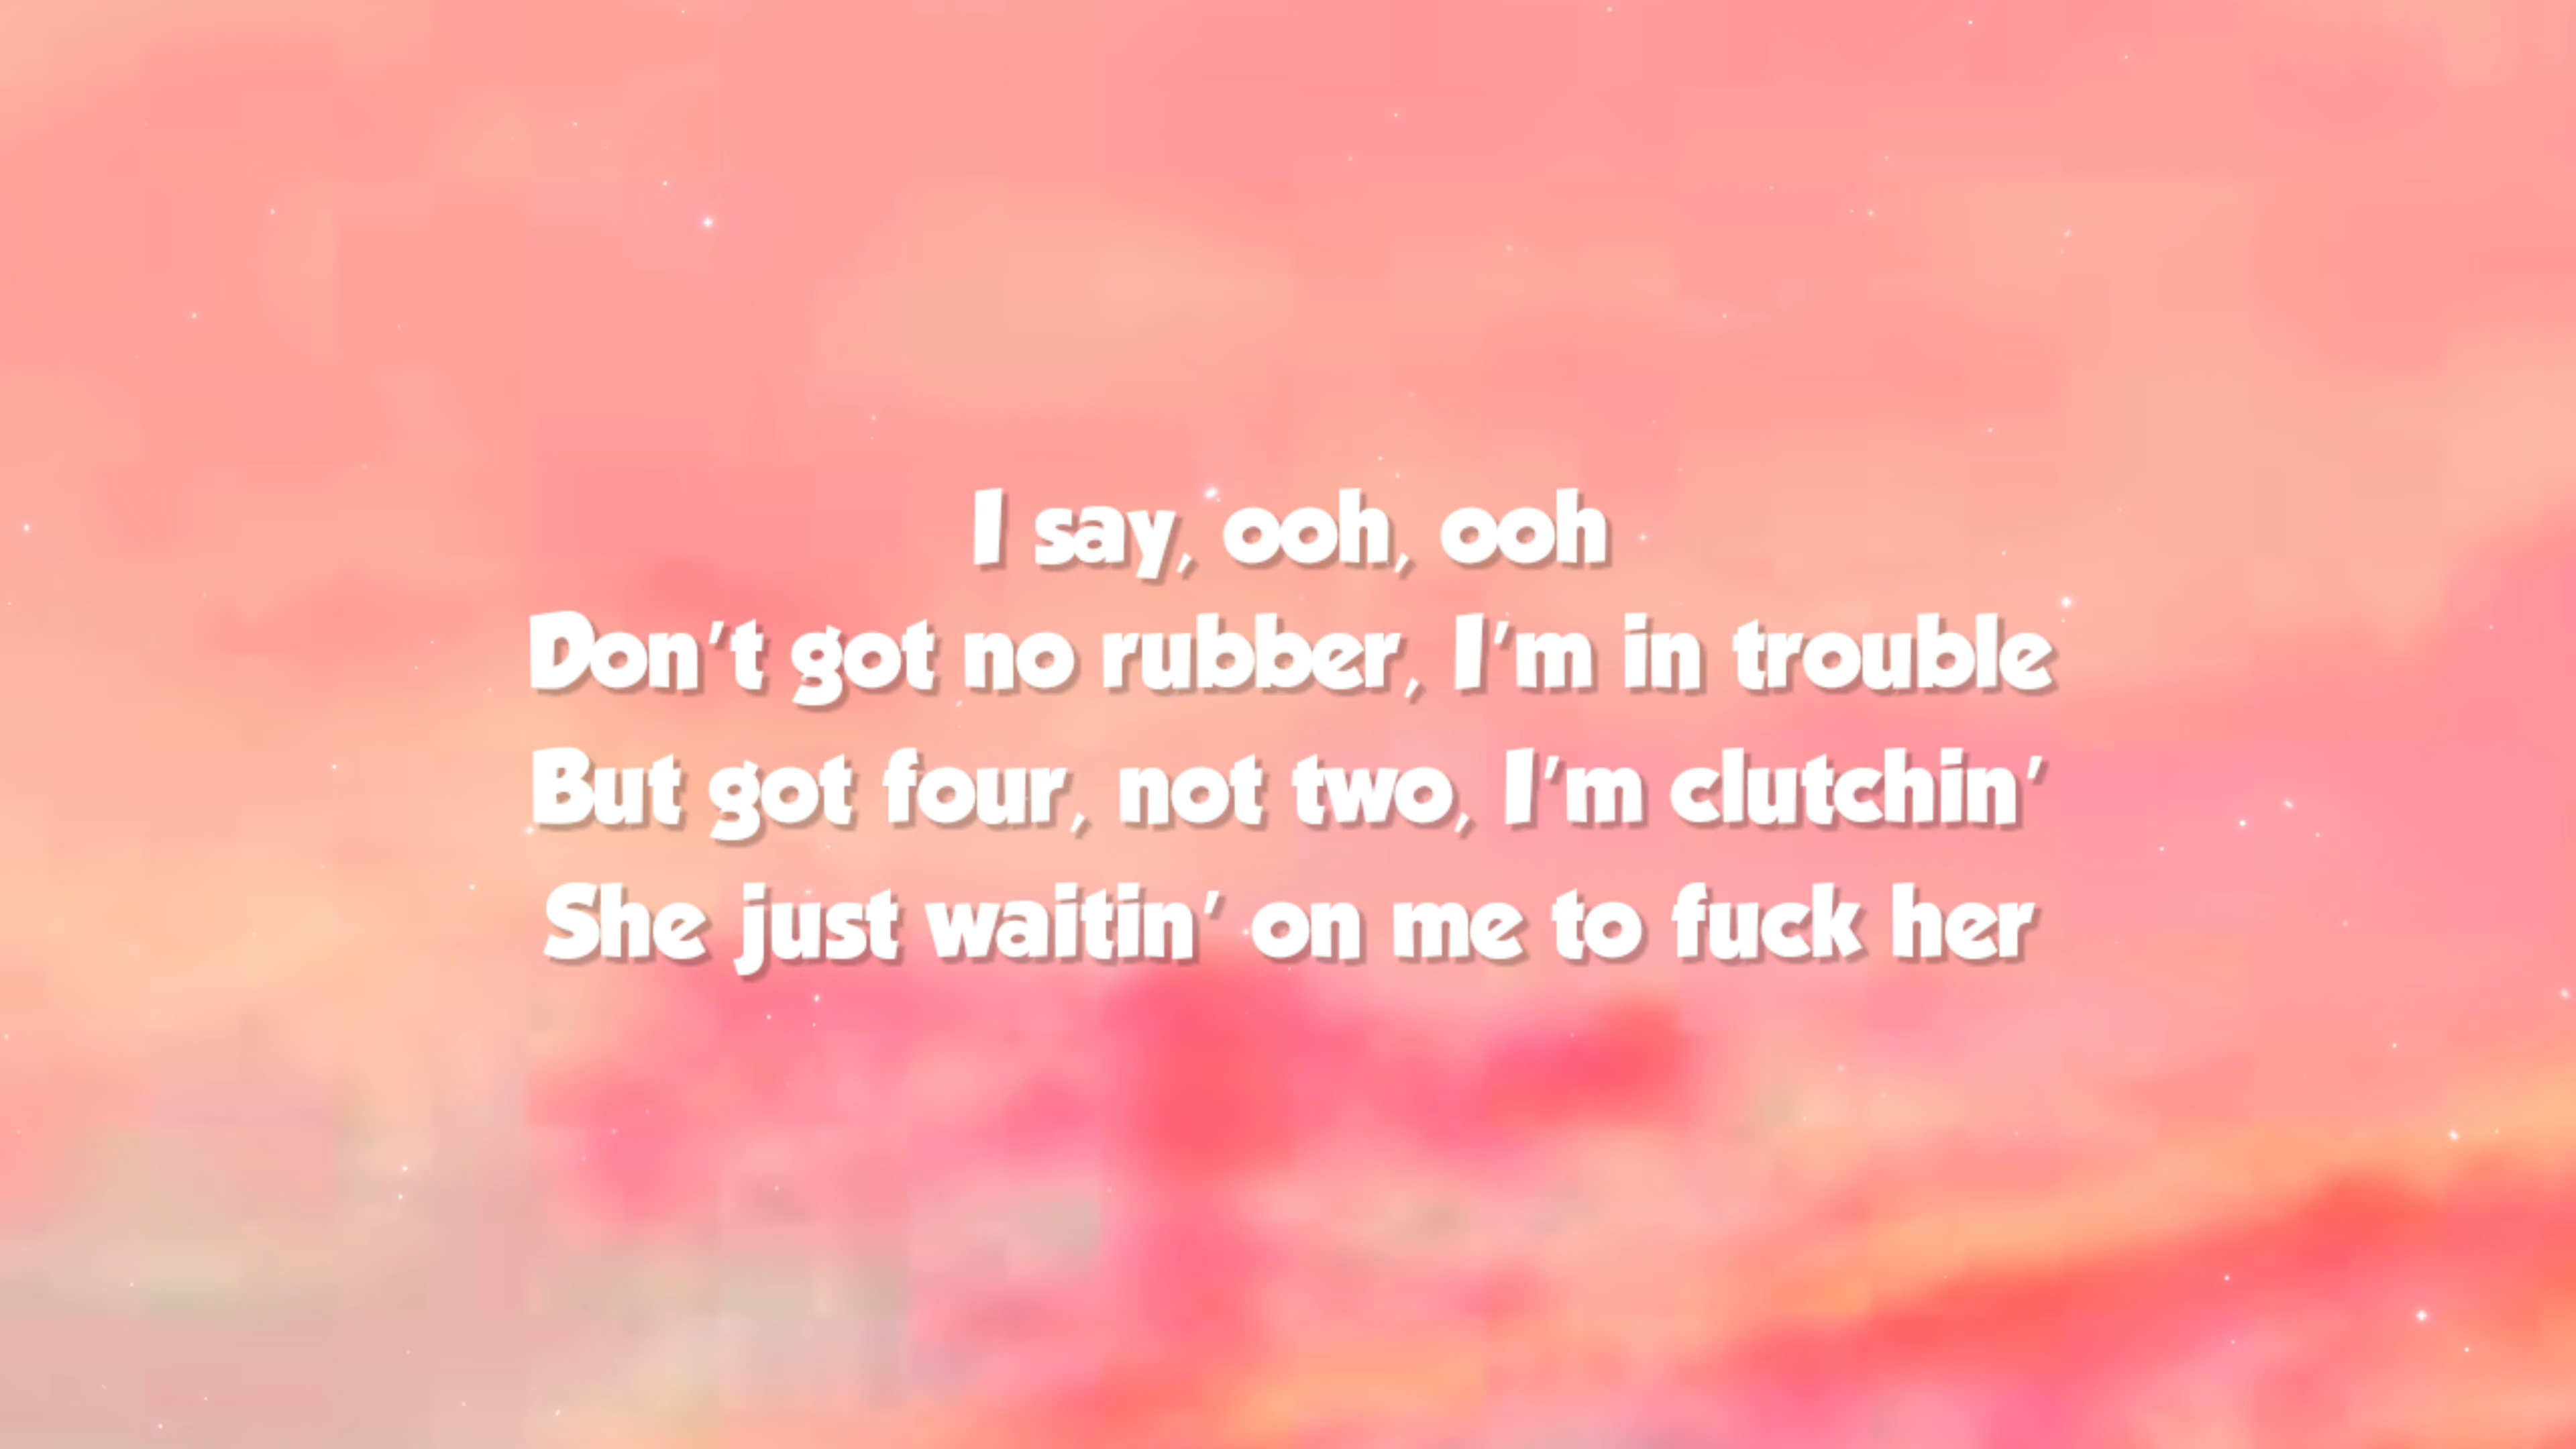 I say, ooh, ooh
Don't got no rubber, I'm in trouble
But got four, not two, I'm clutchin'
She just waitin' on me to fuck her